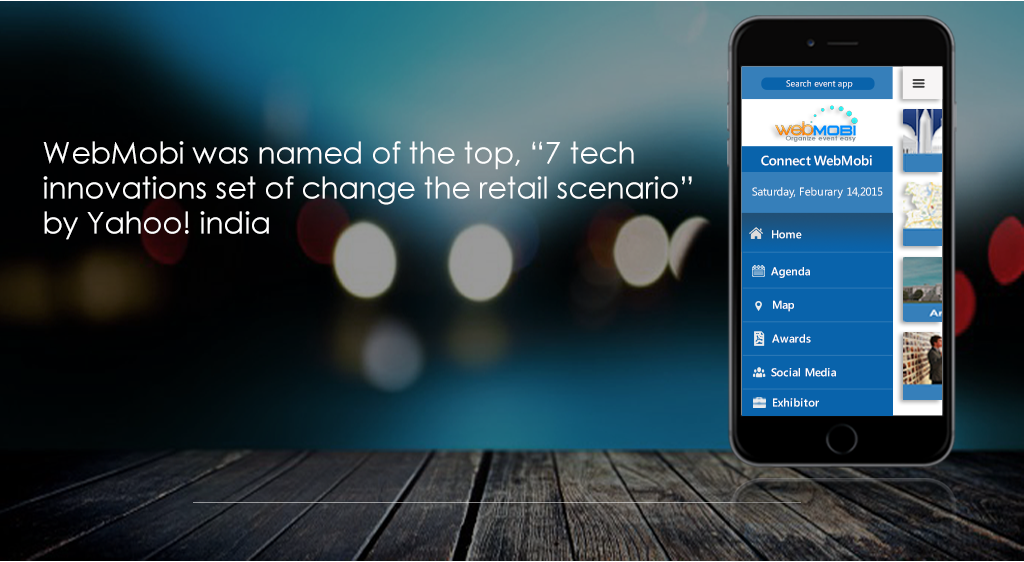 WebMobi was named of the top, “7 tech
innovations set of change the retail scenario”
by Yahoo! india
Search event app
webMOBI
Organize event easy
Connect WebMobi
Saturday, Feburary 14,2015
Home
Agenda
Map
Awards
Social Media
Exhibitor